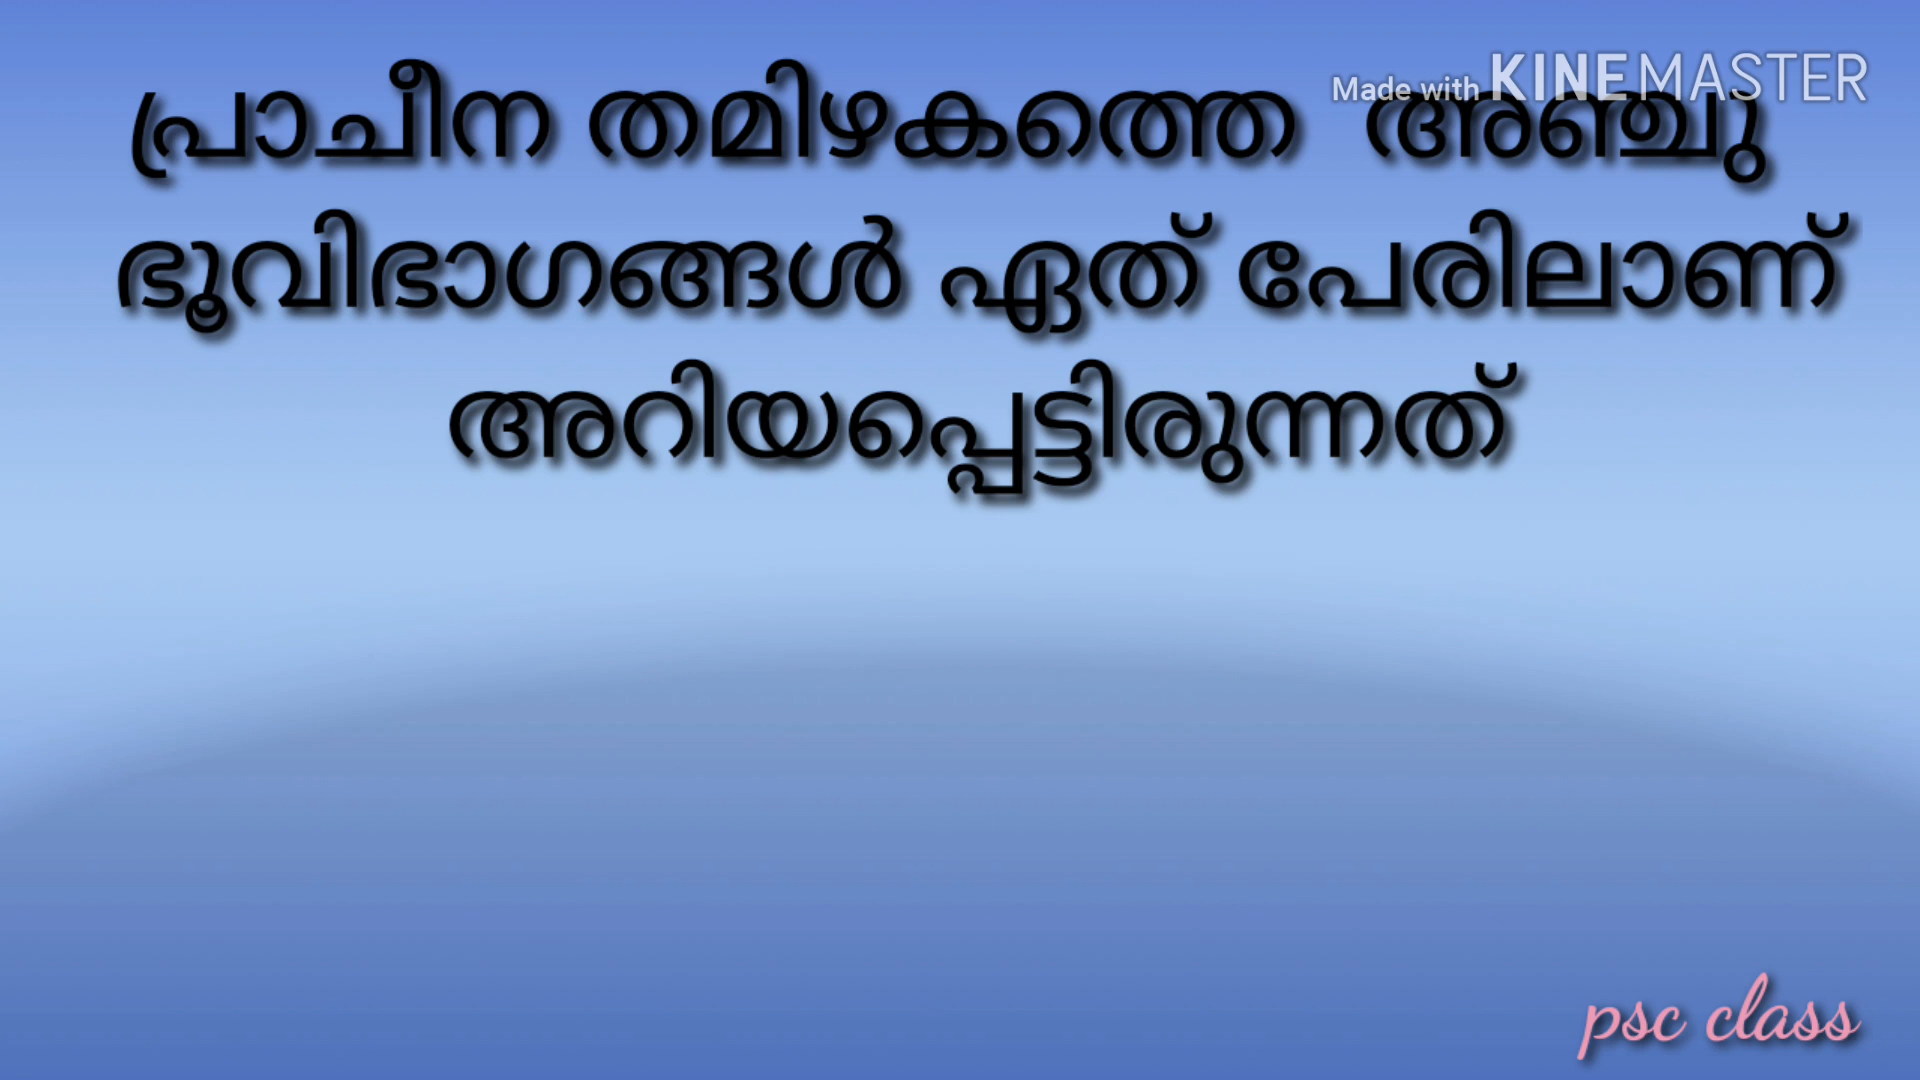 Made with KINEMASTER
പ്രാചീന തമിഴകത്തെ അഞ്ചു
ഭൂവിഭാഗങ്ങൾ ഏത് പേരിലാണ്
അറിയപ്പെട്ടിരുന്നത്
psc class